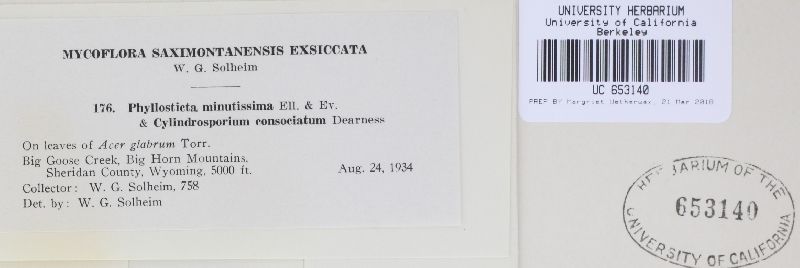 MYCOFLORA SAXIMONTANENSIS EXSICCATA
W. G. Solheim
176. Phyllosticta minutissima Ell. & Ev.
& Cylindrosporium consociatum Dearness
On leaves of Acer glabrum Torr.
Big Goose Creek, Big Horn Mountains,
Sheridan County, Wyoming, 5000 ft. Aug. 24, 1934
Collector: W. G. Solheim, 758
Det. by: W. G. Solheim
UNIVERSITY HERBARIUM
University of California
Berkeley
UC 653140
PREP BY Margriet Wetherwax, 21 Mar 2018
HERBARIUM OF THE
653140
UNIVERSITY OF CALIFORNIA